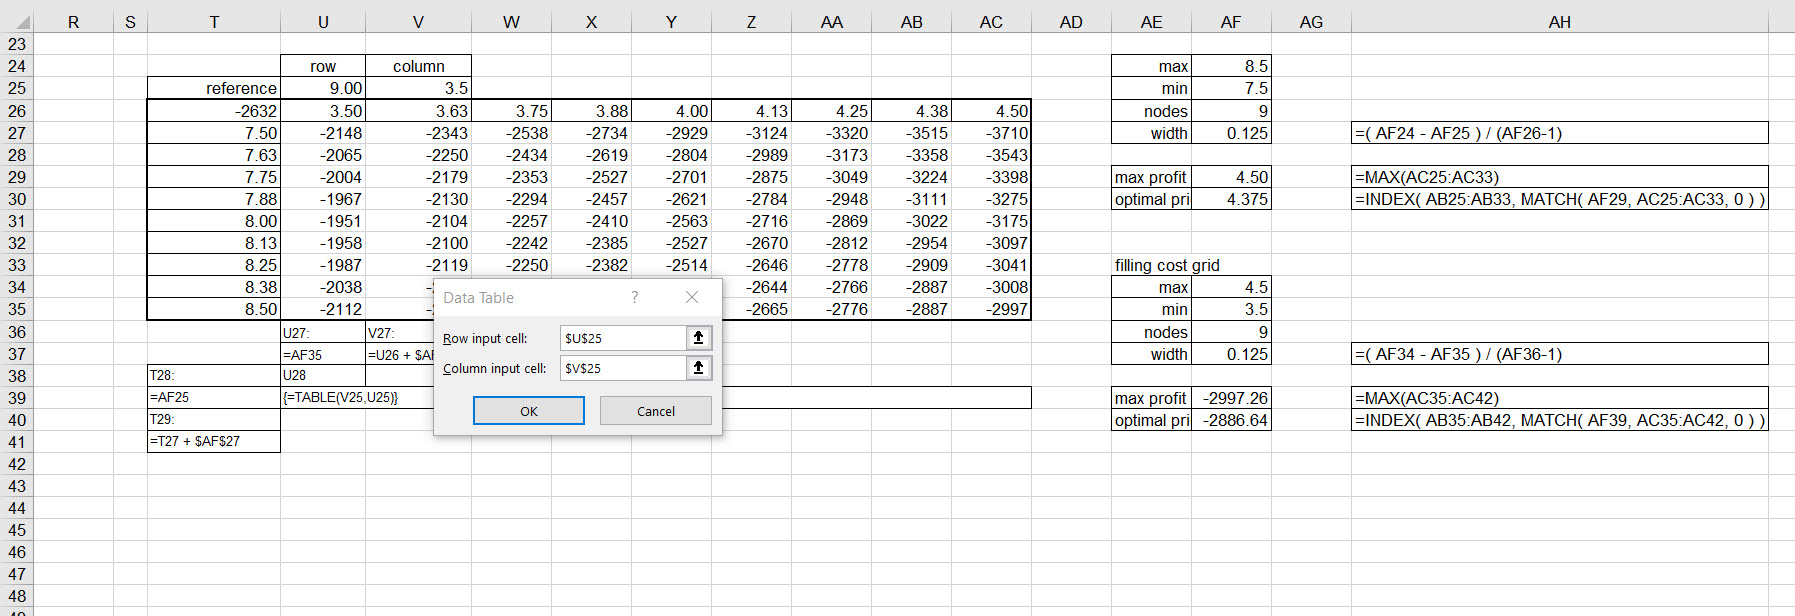 R S T U V W X Y Z AA AB AC AD AE AF AG AH
23
24 row column max 8.5
25 reference 9.00 3.5 min 7.5
26 -2632 3.50 3.63 3.75 3.88 4.00 4.13 4.25 4.38 4.50 nodes 9
27 7.50 -2148 -2343 -2538 -2734 -2929 -3124 -3320 -3515 -3710 width 0.125 =( AF24 - AF25 ) / (AF26-1)
28 7.63 -2065 -2250 -2434 -2619 -2804 -2989 -3173 -3358 -3543
29 7.75 -2004 -2179 -2353 -2527 -2701 -2875 -3049 -3224 -3398 max profit 4.50 =MAX(AC25:AC33)
30 7.88 -1967 -2130 -2294 -2457 -2621 -2784 -2948 -3111 -3275 optimal pri 4.375 =INDEX( AB25:AB33, MATCH( AF29, AC25:AC33, 0 ) )
31 8.00 -1951 -2104 -2257 -2410 -2563 -2716 -2869 -3022 -3175
32 8.13 -1958 -2100 -2242 -2385 -2527 -2670 -2812 -2954 -3097
33 8.25 -1987 -2119 -2250 -2382 -2514 -2646 -2778 -2909 -3041 filling cost grid
34 8.38 -2038 -2644 -2766 -2887 -3008 max 4.5
35 8.50 -2112 -2665 -2776 -2887 -2997 min 3.5
36 U27: V27: nodes 9
37 =AF35 =U26 + $A width 0.125 =( AF34 - AF35 ) / (AF36-1)
38 T28: U28
39 =AF25 {=TABLE(V25,U25)} max profit -2997.26 =MAX(AC35:AC42)
40 T29: optimal pri -2886.64 =INDEX( AB35:AB42, MATCH( AF39, AC35:AC42, 0 ) )
41 =T27 + $AF$27
42
43
44
45
46
47
48
Data Table ?
Row input cell: $U$25
Column input cell: $V$25
OK Cancel